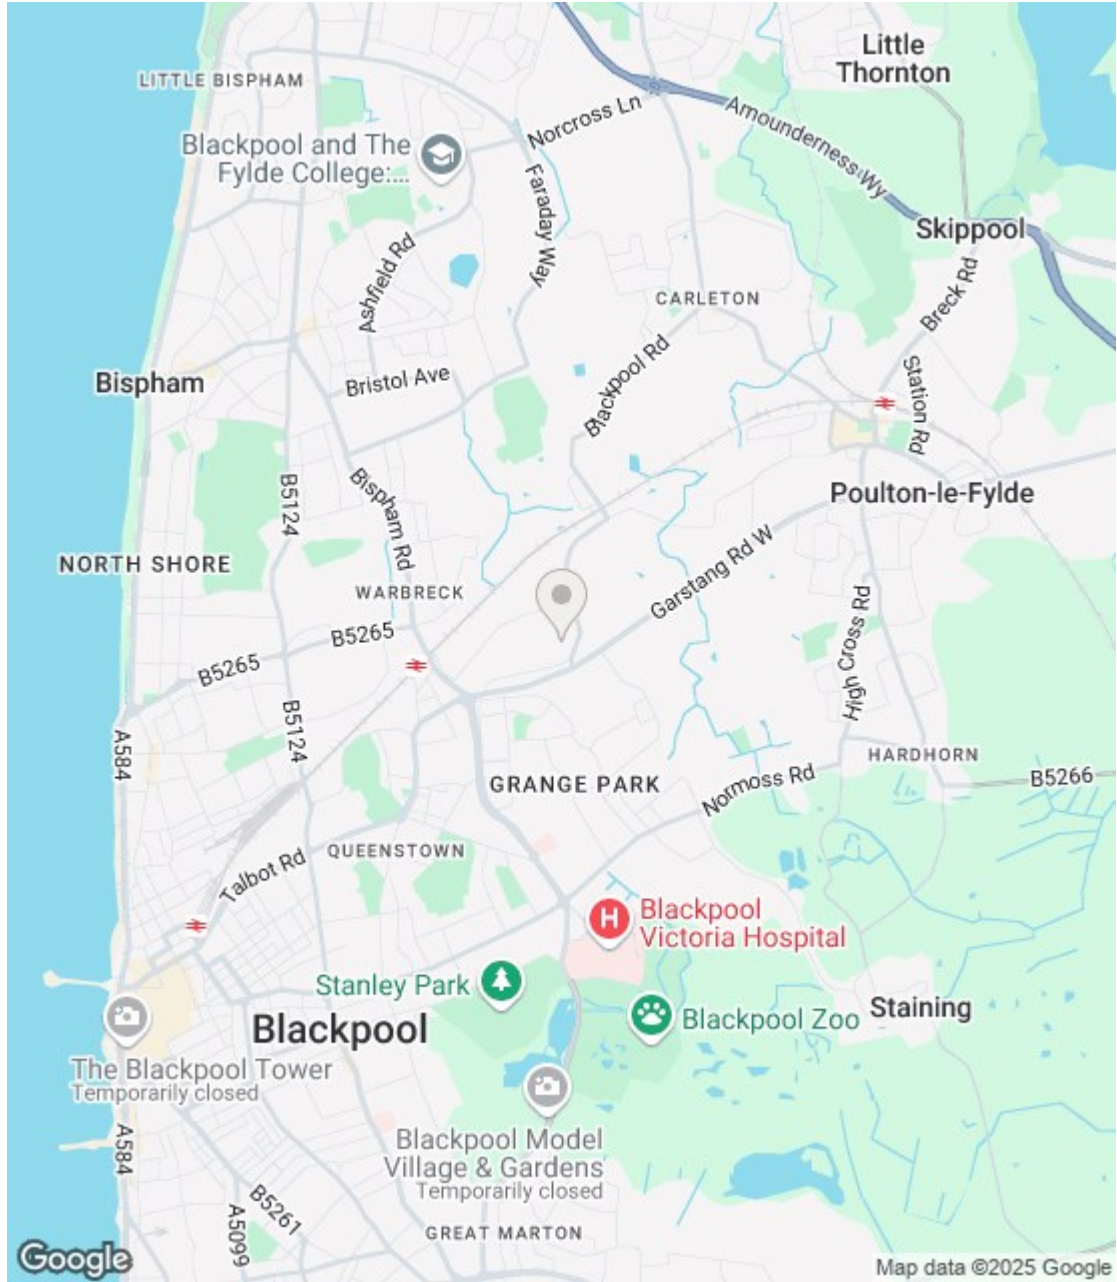 Little
Thornton
LITTLE BISPHAM
Norcross Ln
Amounderness Wy
Blackpool and The
Fylde College:...
Faraday Way
Skippool
Ashfield Rd
CARLETON
Breck Rd
Blackpool Rd
Station Rd
Bispham
Bristol Ave
Bispham Rd
B5124
Poulton-le-Fylde
Garstang Rd W
NORTH SHORE
WARBRECK
High Cross Rd
B5265
B5265
B5124
A584
HARDHORN
B5266
GRANGE PARK
Normoss Rd
QUEENSTOWN
Talbot Rd
H
Blackpool
Victoria Hospital
Stanley Park
Blackpool Zoo
Staining
Blackpool
The Blackpool Tower
Temporarily closed
A584
Blackpool Model
Village & Gardens
Temporarily closed
B5261
A5099
GREAT MARTON
Google
Map data ©2025 Google